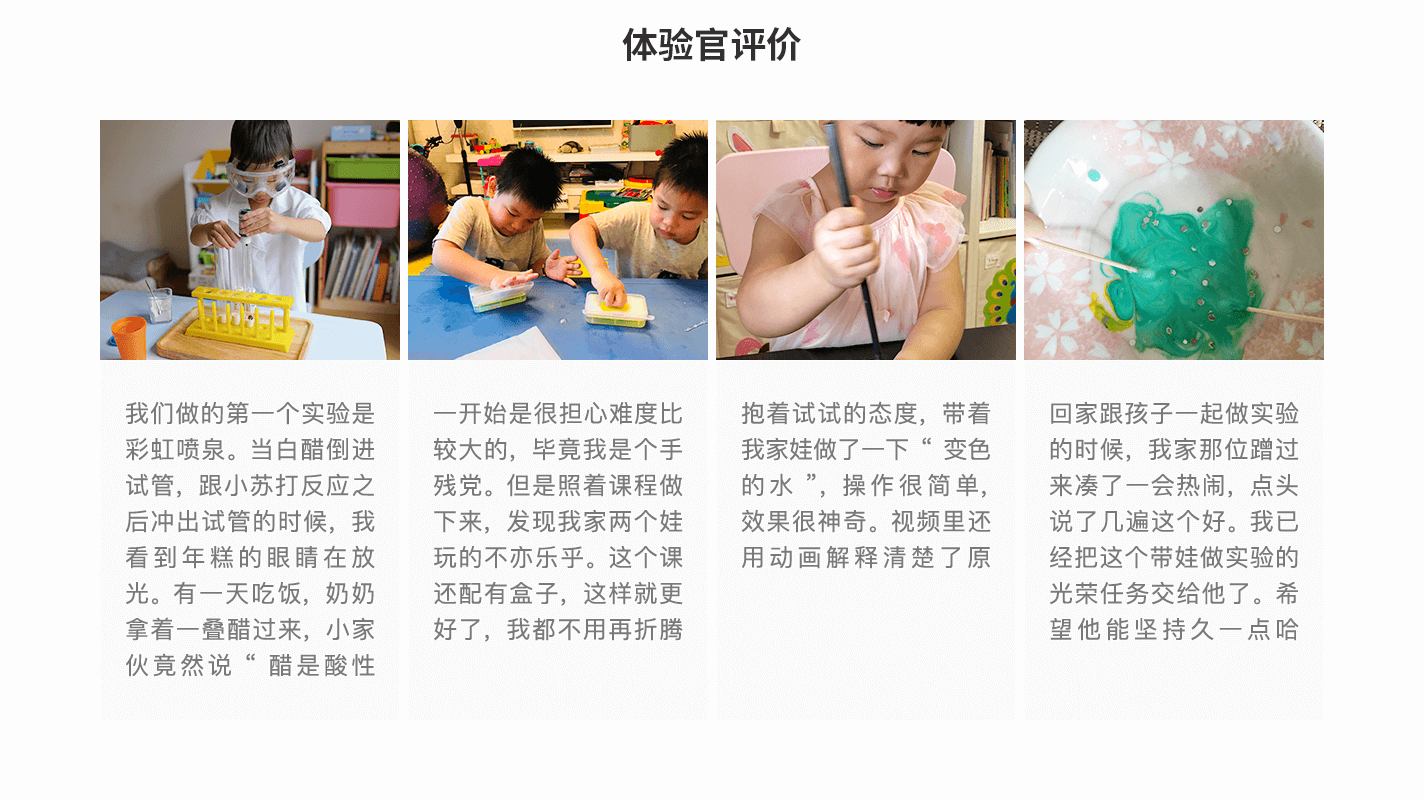 体验官评价
我们做的第一个实验是
彩虹喷泉。当白醋倒进
试管，跟小苏打反应之
后冲出试管的时候，我
看到年糕的眼睛在放
光。有一天吃饭，奶奶
拿着一叠醋过来，小家
伙竟然说 “ 醋是酸性
一开始是很担心难度比
较大的，毕竟我是个手
残党。但是照着课程做
下来，发现我家两个娃
玩的不亦乐乎。这个课
还配有盒子，这样就更
好了，我都不用再折腾
抱着试试的态度，带着
我家娃做了一下 “ 变色
的水 ”，操作很简单，
效果很神奇。视频里还
用动画解释清楚了原
回家跟孩子一起做实验
的时候，我家那位蹭过
来凑了一会热闹，点头
说了几遍这个好。我已
经把这个带娃做实验的
光荣任务交给他了。希
望他能坚持久一点哈